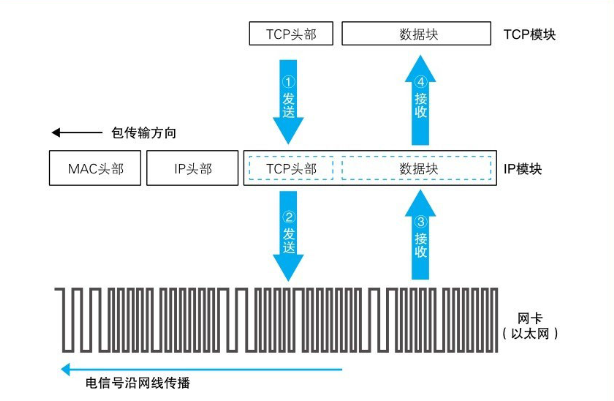 TCP头部 数据块 TCP模块
①发送 ④接收
包传输方向
MAC头部 IP头部 TCP头部 数据块 IP模块
②发送 ③接收
网卡
（以太网）
电信号沿网线传播